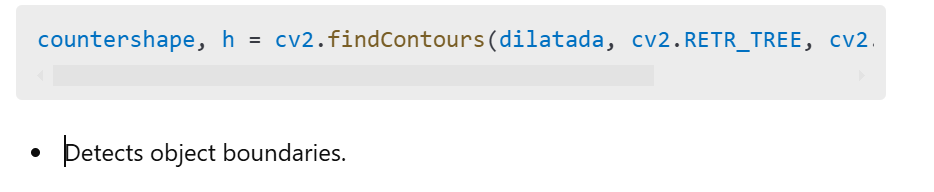 countershape, h = cv2.findContours(dilatada, cv2.RETR_TREE, cv2.
• Detects object boundaries.